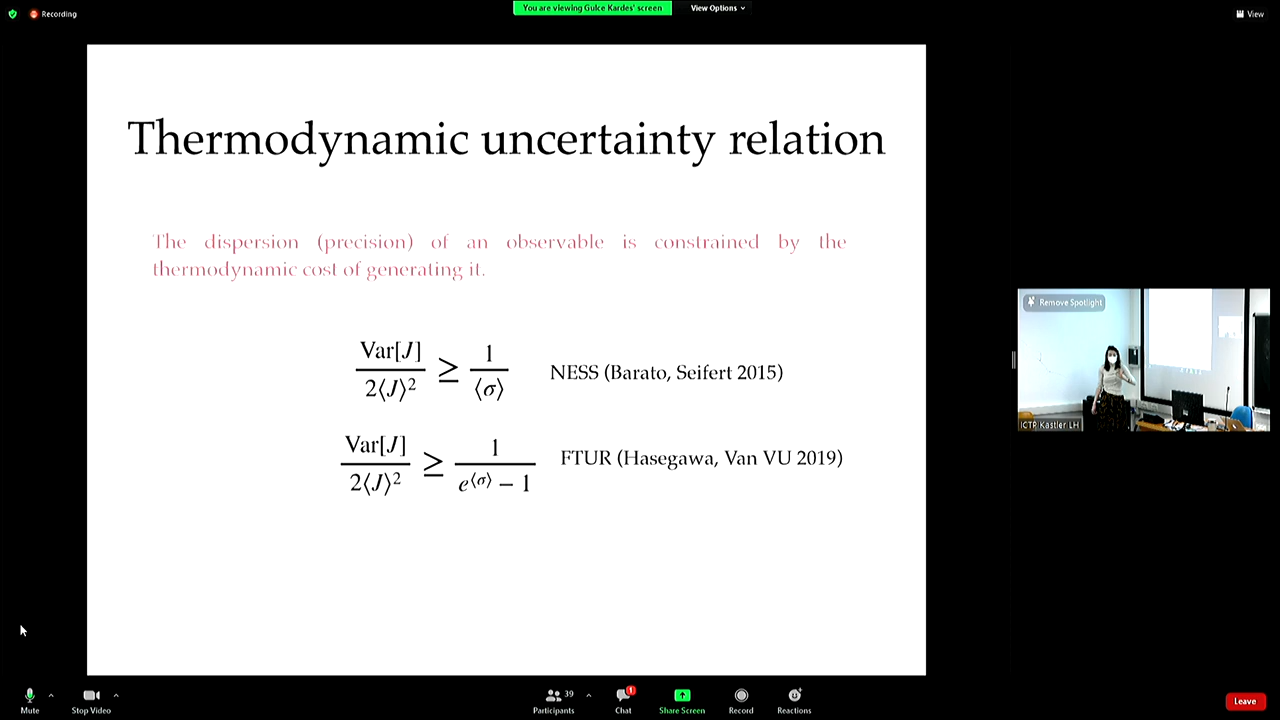 Recording
You are viewing Gulce Kardes' screen
View Options
View
Thermodynamic uncertainty relation
The dispersion (precision) of an observable is constrained by the
thermodynamic cost of generating it.
Var[J] / 2⟨J⟩² ≥ 1 / ⟨σ⟩ NESS (Barato, Seifert 2015)
Var[J] / 2⟨J⟩² ≥ 1 / e^⟨σ⟩ − 1 FTUR (Hasegawa, Van VU 2019)
Remove Spotlight
ICTP Kastler LH
Mute
Stop Video
Participants
39
Chat
1
Share Screen
Record
Reactions
Leave